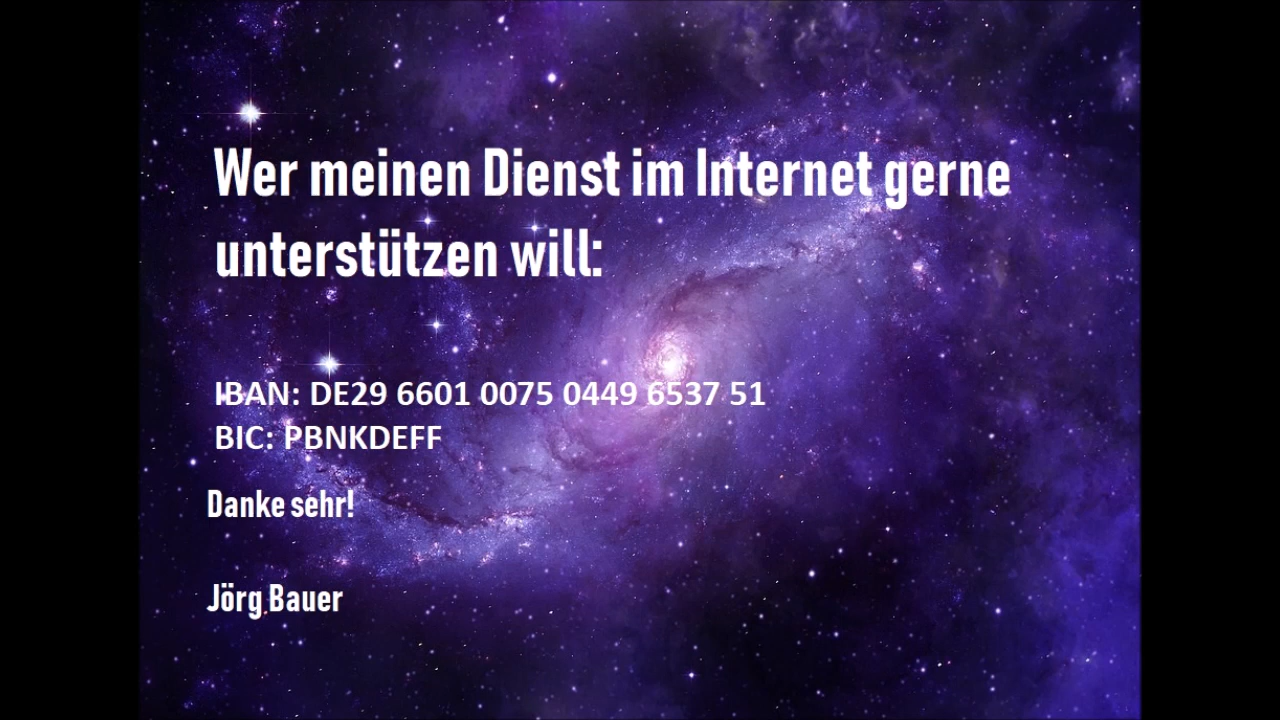 Wer meinen Dienst im Internet gerne
unterstützen will:
IBAN: DE29 6601 0075 0449 6537 51
BIC: PBNKDEFF
Danke sehr!
Jörg Bauer